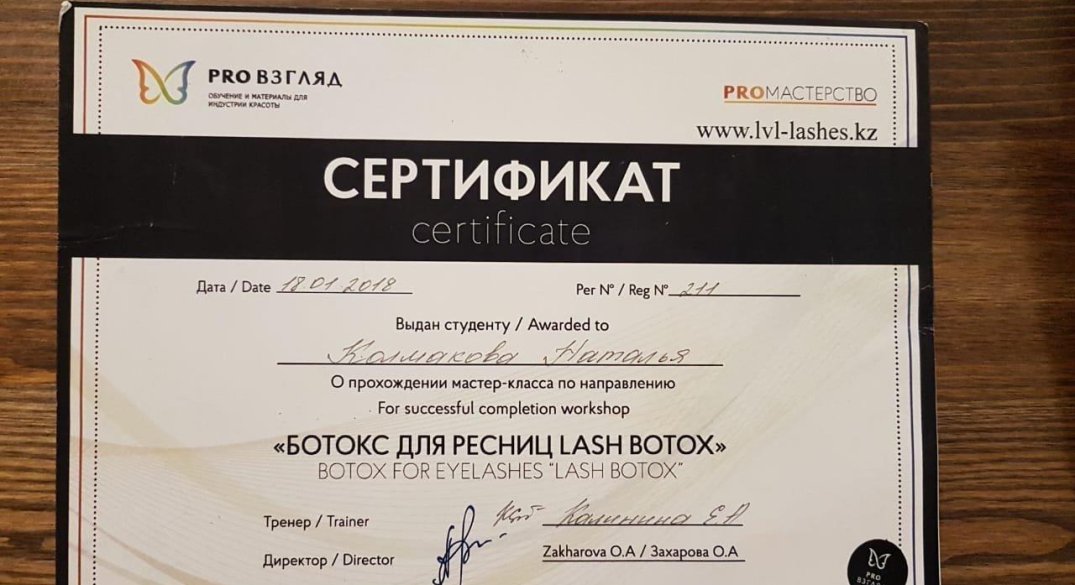 PRO ВЗГЛЯД
ОБУЧЕНИЕ И МАТЕРИАЛЫ ДЛЯ
ИНДУСТРИИ КРАСОТЫ
PROМАСТЕРСТВО
www.lvl-lashes.kz
СЕРТИФИКАТ
certificate
Дата / Date 18.01.2018
Рег № / Reg № 211
Выдан студенту / Awarded to
Колмакова Наталья
О прохождении мастер-класса по направлению
For successful completion workshop
«БОТОКС ДЛЯ РЕСНИЦ LASH BOTOX»
BOTOX FOR EYELASHES "LASH BOTOX"
Тренер / Trainer Калинина Е А
Директор / Director Zakharova O.A / Захарова О.А
PRO